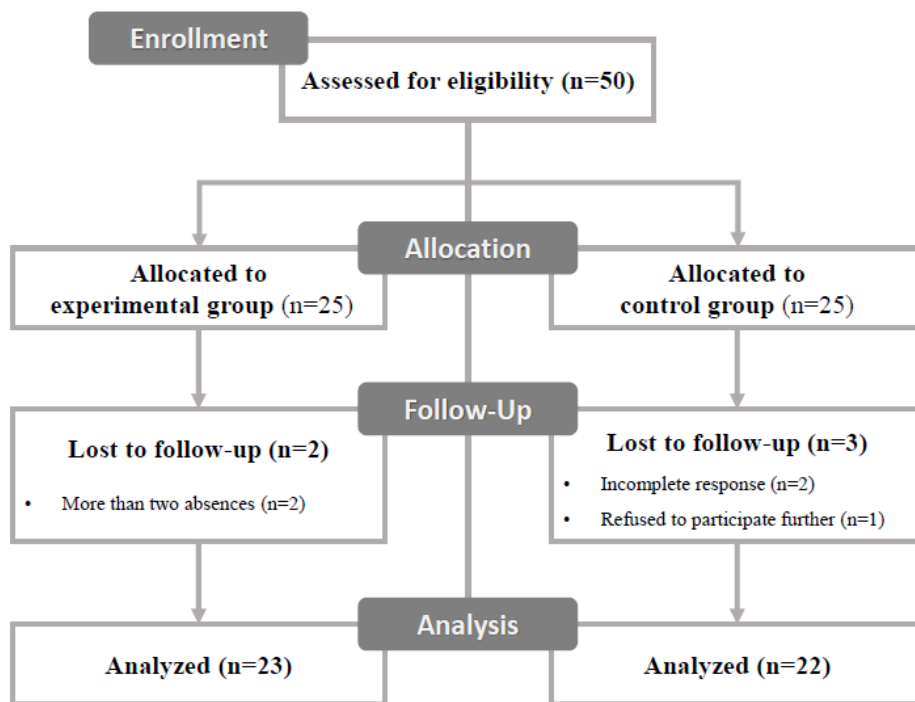 Enrollment
Assessed for eligibility (n=50)
Allocation
Allocated to
experimental group (n=25)
Allocated to
control group (n=25)
Follow-Up
Lost to follow-up (n=2)
• More than two absences (n=2)
Lost to follow-up (n=3)
• Incomplete response (n=2)
• Refused to participate further (n=1)
Analysis
Analyzed (n=23)
Analyzed (n=22)